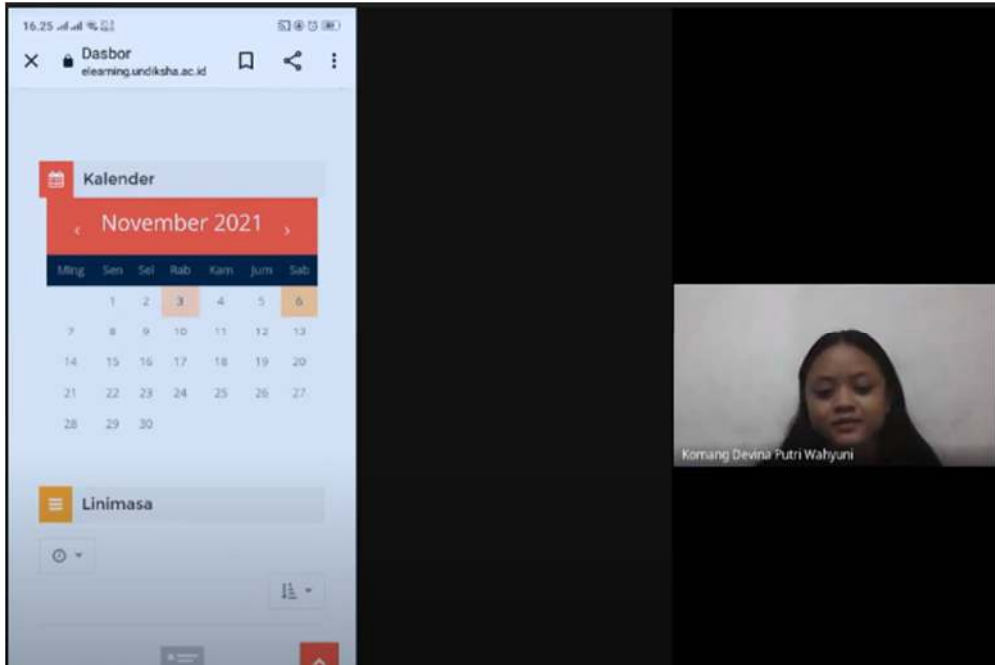 16.25
Dasbor
elearning.undiksha.ac.id
Kalender
November 2021
Ming Sen Sel Rab Kam Jum Sab
1 2 3 4 5 6
7 8 9 10 11 12 13
14 15 16 17 18 19 20
21 22 23 24 25 26 27
28 29 30
Linimasa
Komang Devina Putri Wahyuni